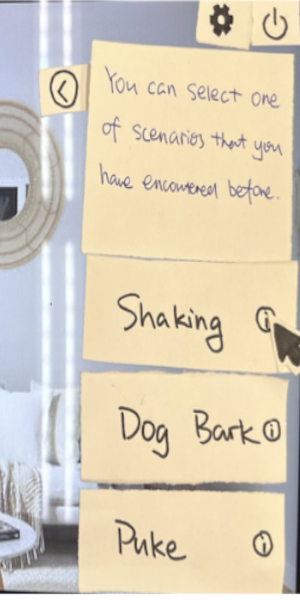 You can select one
of scenarios that you
have encountered before.
Shaking
Dog Bark
Puke